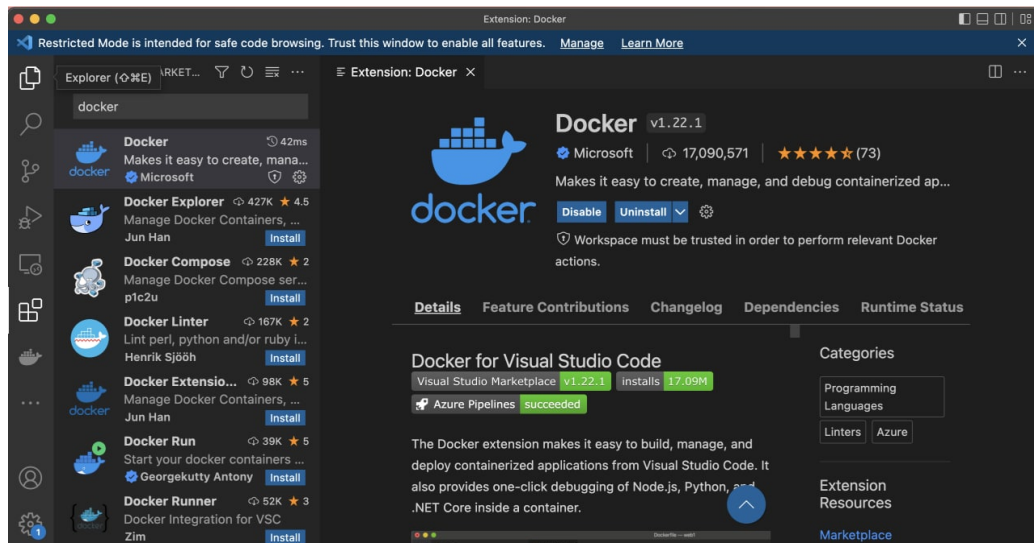 Extension: Docker
Restricted Mode is intended for safe code browsing. Trust this window to enable all features. Manage Learn More
Explorer (⇧⌘E)
ARKET...
docker
Docker 42ms
Makes it easy to create, mana...
Microsoft
docker
Docker Explorer 427K ★ 4.5
Manage Docker Containers, ...
Jun Han Install
Docker Compose 228K ★ 2
Manage Docker Compose ser...
p1c2u Install
Docker Linter 167K ★ 2
Lint perl, python and/or ruby i...
Henrik Sjööh Install
Docker Extensio... 98K ★ 5
Manage Docker Containers, ...
Jun Han Install
docker
Docker Run 39K ★ 5
Start your docker containers ...
Georgekutty Antony Install
Docker Runner 52K ★ 3
Docker Integration for VSC
Zim Install
docker
1
Extension: Docker
docker
Docker v1.22.1
Microsoft 17,090,571 (73)
Makes it easy to create, manage, and debug containerized ap...
Disable Uninstall
Workspace must be trusted in order to perform relevant Docker
actions.
Details Feature Contributions Changelog Dependencies Runtime Status
Docker for Visual Studio Code
Visual Studio Marketplace v1.22.1 installs 17.09M
Azure Pipelines succeeded
The Docker extension makes it easy to build, manage, and
deploy containerized applications from Visual Studio Code. It
also provides one-click debugging of Node.js, Python, and
.NET Core inside a container.
Dockerfile — web1
Categories
Programming
Languages
Linters Azure
Extension
Resources
Marketplace